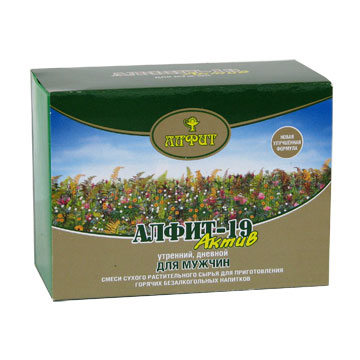 АЛФИТ
НОВАЯ
УЛУЧШЕННАЯ
ФОРМУЛА
АЛФИТ-19
Актив
утренний, дневной
ДЛЯ МУЖЧИН
СМЕСИ СУХОГО РАСТИТЕЛЬНОГО СЫРЬЯ ДЛЯ ПРИГОТОВЛЕНИЯ
ГОРЯЧИХ БЕЗАЛКОГОЛЬНЫХ НАПИТКОВ